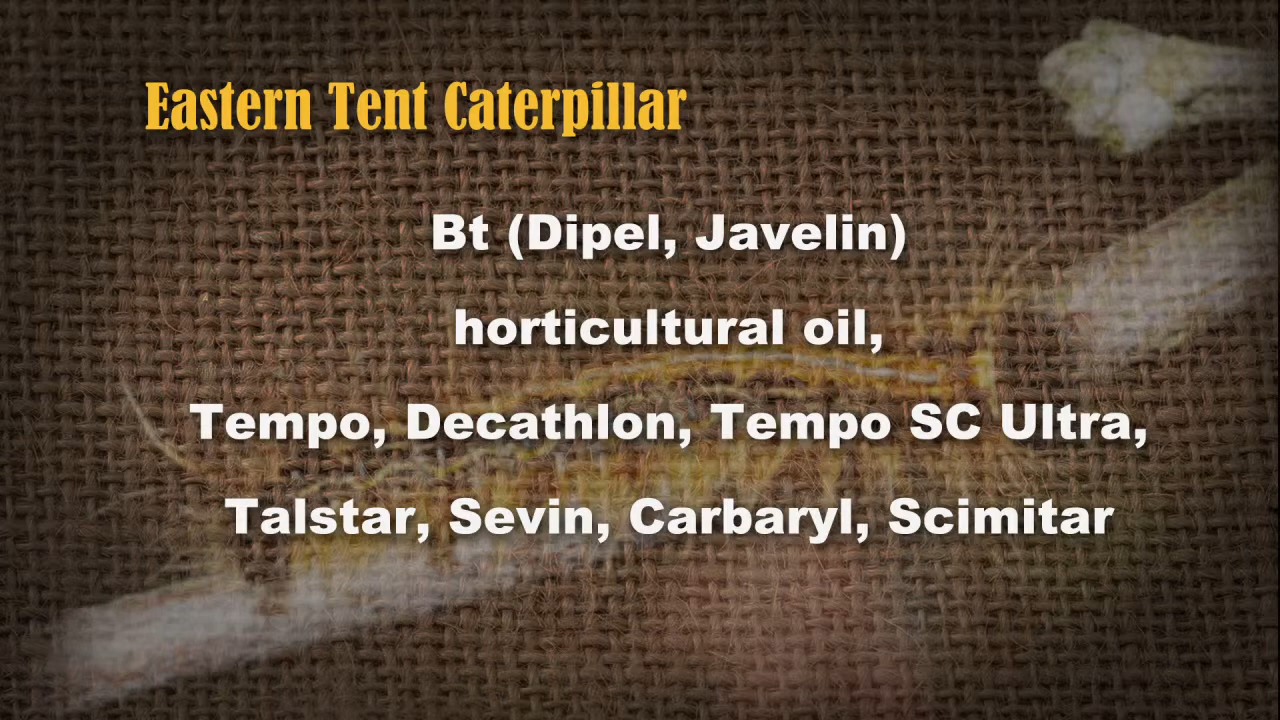 Eastern Tent Caterpillar
Bt (Dipel, Javelin)
horticultural oil,
Tempo, Decathlon, Tempo SC Ultra,
Talstar, Sevin, Carbaryl, Scimitar